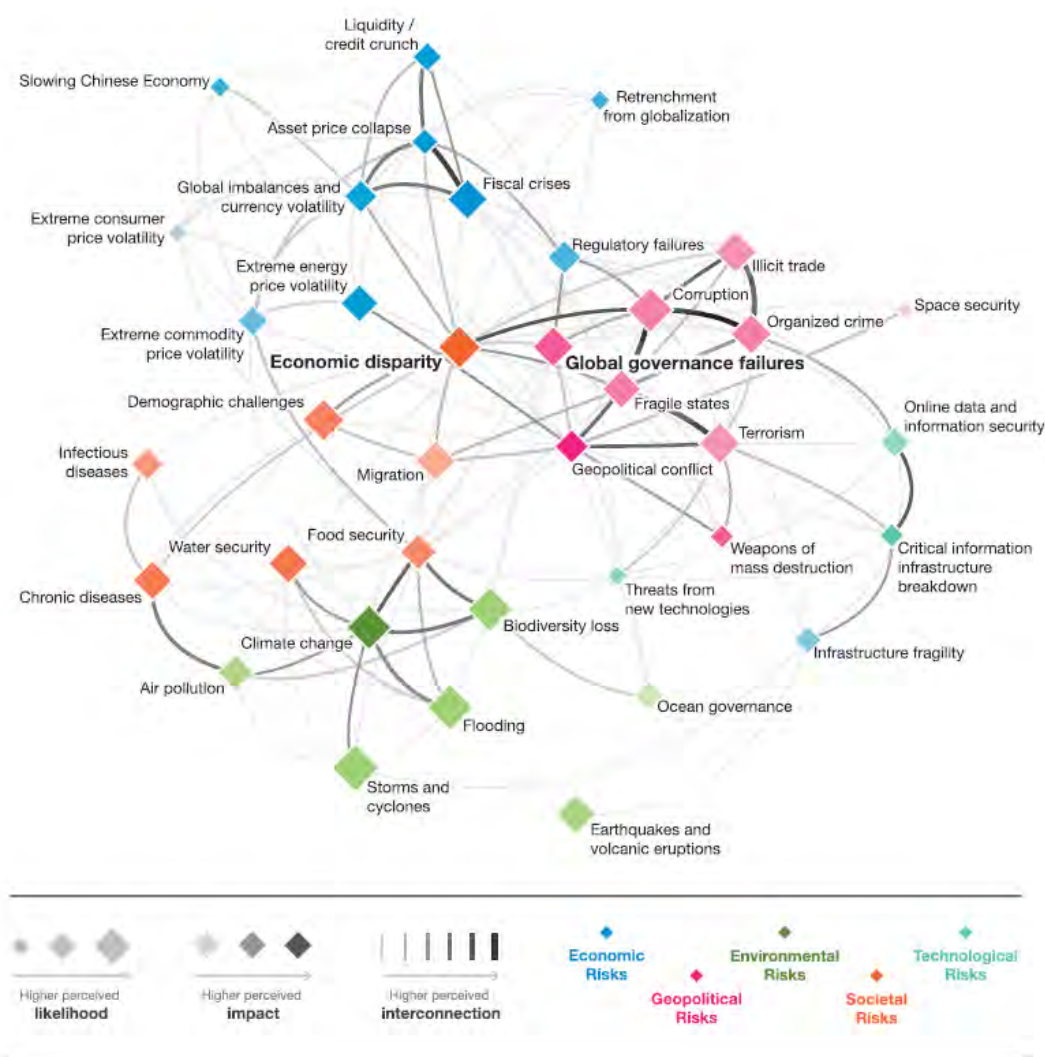 Liquidity /
credit crunch
Slowing Chinese Economy
Retrenchment
from globalization
Asset price collapse
Global imbalances and
currency volatility
Fiscal crises
Extreme consumer
price volatility
Regulatory failures
Illicit trade
Extreme energy
price volatility
Corruption
Space security
Extreme commodity
price volatility
Organized crime
Economic disparity
Global governance failures
Demographic challenges
Fragile states
Online data and
information security
Terrorism
Infectious
diseases
Migration
Geopolitical conflict
Water security
Food security
Weapons of
mass destruction
Critical information
infrastructure
breakdown
Chronic diseases
Threats from
new technologies
Biodiversity loss
Climate change
Infrastructure fragility
Air pollution
Ocean governance
Flooding
Storms and
cyclones
Earthquakes and
volcanic eruptions
Higher perceived
likelihood
Higher perceived
impact
Higher perceived
interconnection
Economic
Risks
Geopolitical
Risks
Environmental
Risks
Societal
Risks
Technological
Risks